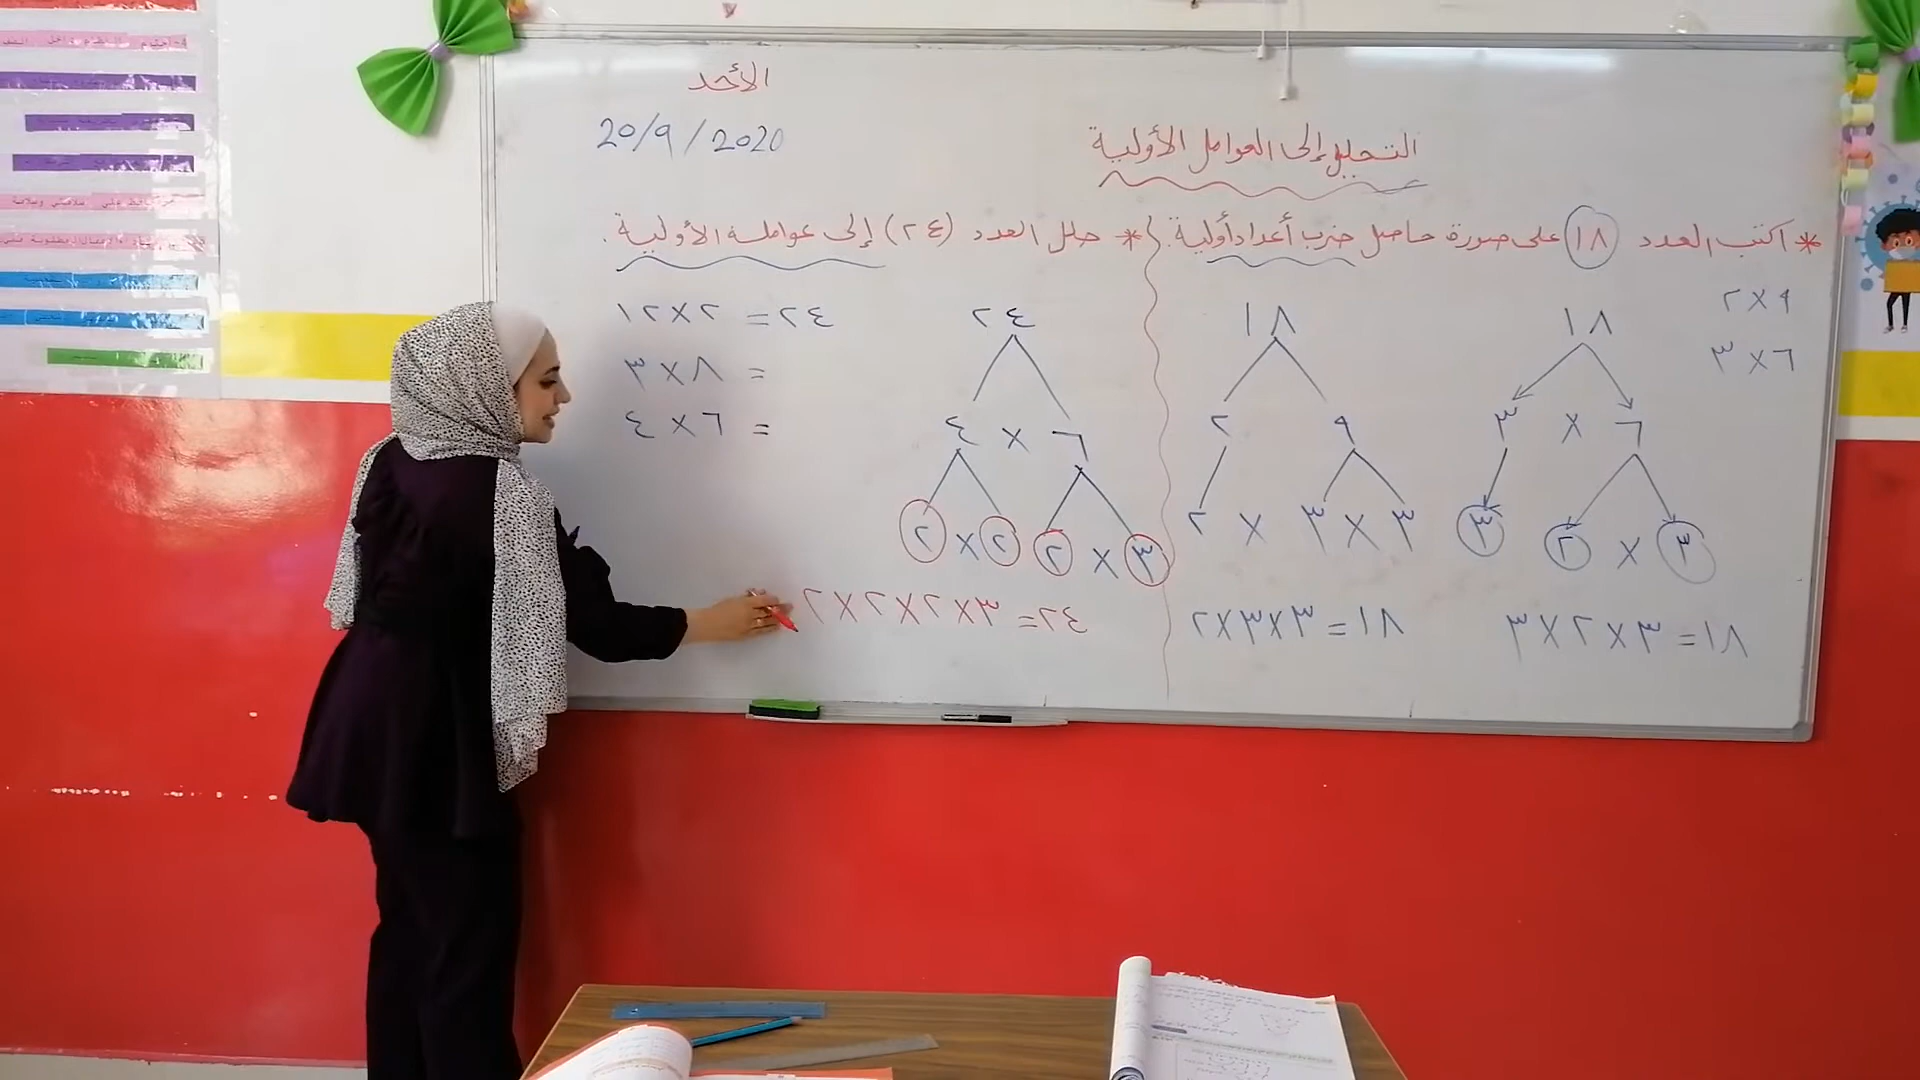 الأحد
20/9/2020
التحليل إلى العوامل الأولية
* اكتب العدد ١٨ على صورة حاصل ضرب أعداد أولية.
٩ × ٢
٦ × ٣
١٨
٦ × ٣
٣ × ٢ ٣
١٨ = ٣ × ٢ × ٣
١٨
٩ ٢
٣ × ٣ × ٢
١٨ = ٣ × ٣ × ٢
* حلل العدد (٢٤) إلى عوامله الأولية.
٢٤
٦ × ٤
٣ × ٢ ٢ × ٢
٢٤ = ٣ × ٢ × ٢ × ٢
٢٤ = ٢ × ١٢
= ٨ × ٣
= ٦ × ٤